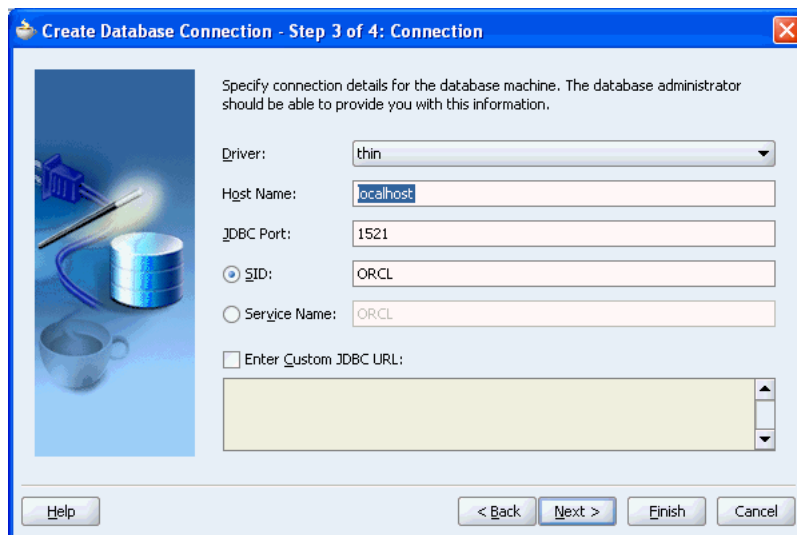 Create Database Connection - Step 3 of 4: Connection
Specify connection details for the database machine. The database administrator
should be able to provide you with this information.
Driver: thin
Host Name: localhost
JDBC Port: 1521
SID: ORCL
Service Name: ORCL
Enter Custom JDBC URL:
Help < Back Next > Finish Cancel